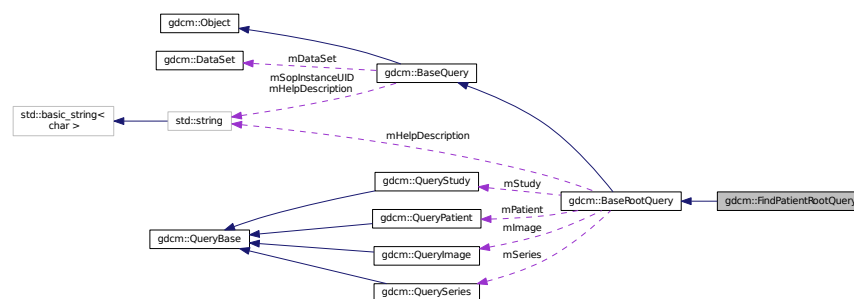 gdcm::Object
gdcm::DataSet
mDataSet
gdcm::BaseQuery
mSopInstanceUID
mHelpDescription
std::basic_string<
char >
std::string
mHelpDescription
gdcm::QueryStudy
mStudy
gdcm::BaseRootQuery
gdcm::FindPatientRootQuery
mPatient
gdcm::QueryPatient
mImage
gdcm::QueryBase
gdcm::QueryImage
mSeries
gdcm::QuerySeries